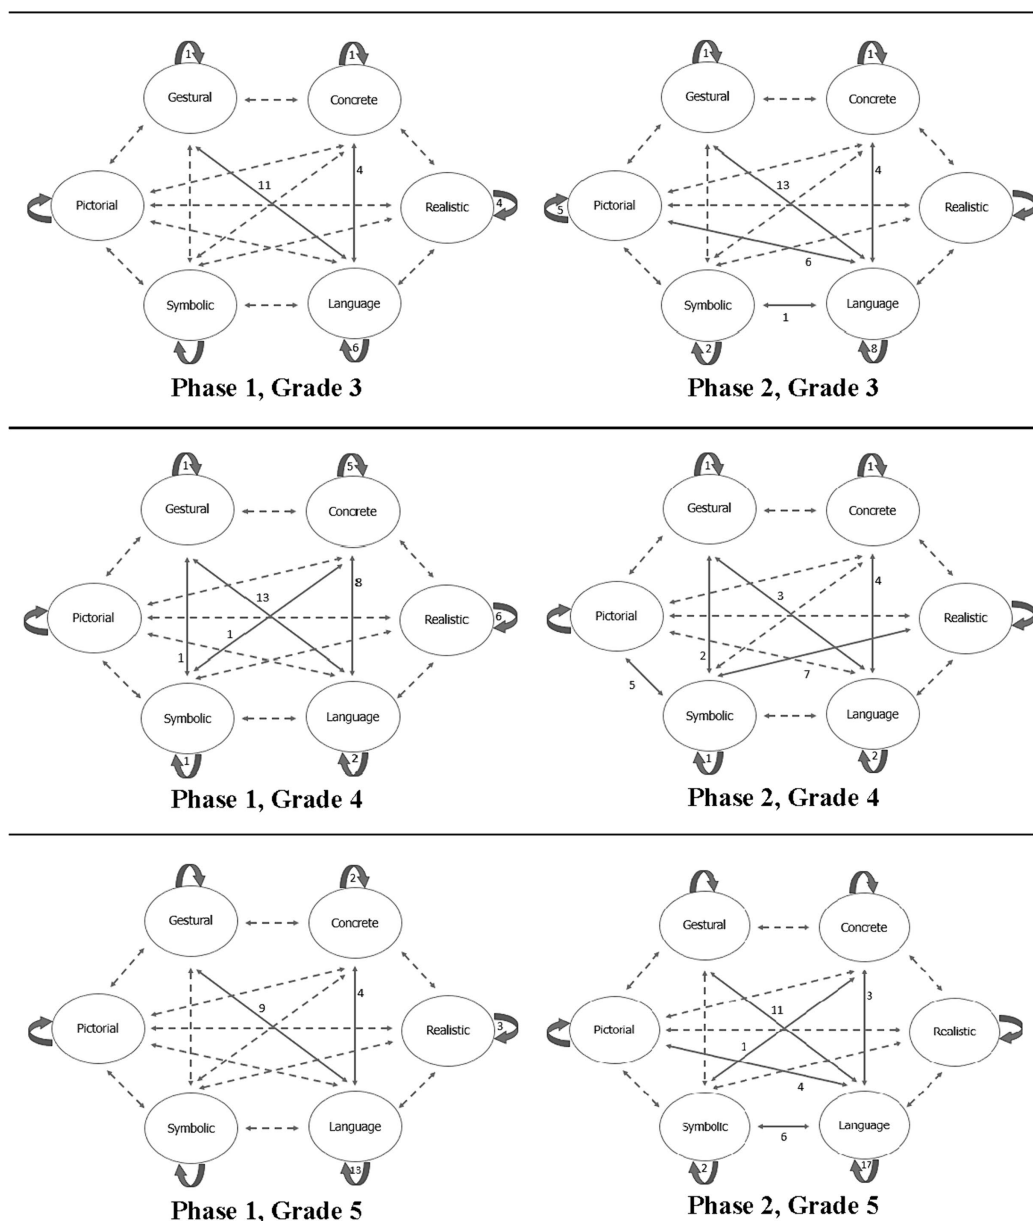 1 1 1 1
Gestural Concrete Gestural Concrete
11 4 13 4
Pictorial Realistic 4 5 Pictorial Realistic
6
Symbolic Language Symbolic 1 Language
6 2 8
Phase 1, Grade 3 Phase 2, Grade 3
1 5 1 1
Gestural Concrete Gestural Concrete
13 8 3 4
Pictorial Realistic 6 Pictorial Realistic
1 1 2 5 7
Symbolic Language Symbolic Language
1 2 1 2
Phase 1, Grade 4 Phase 2, Grade 4
2
Gestural Concrete Gestural Concrete
9 4 11 3
Pictorial Realistic 3 Pictorial Realistic
1 4
Symbolic Language Symbolic 6 Language
13 2 17
Phase 1, Grade 5 Phase 2, Grade 5